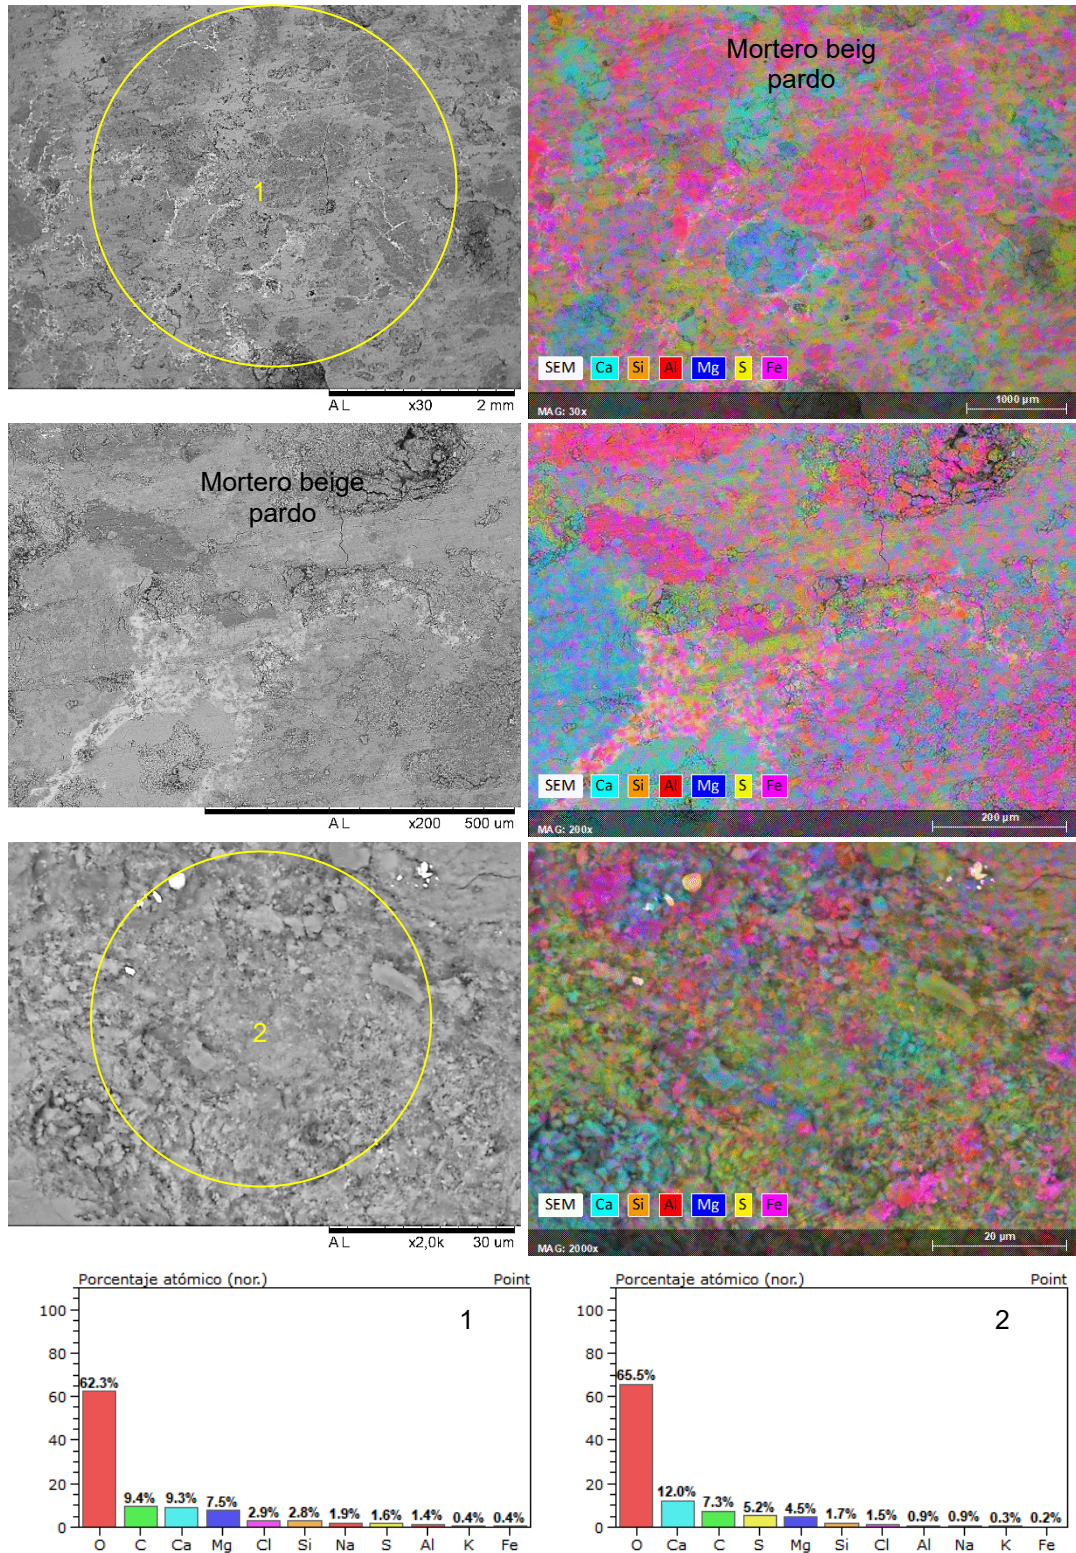 1
A L x30 2 mm
Mortero beig
pardo
SEM Ca Si Al Mg S Fe
MAG: 30x 1000 µm
Mortero beige
pardo
A L x200 500 um
SEM Ca Si Al Mg S Fe
MAG: 200x 200 µm
2
A L x2,0k 30 um
SEM Ca Si Al Mg S Fe
MAG: 2000x 20 µm
Porcentaje atómico (nor.) Point
1
100
80
60
40
20
0
62.3%
9.4% 9.3% 7.5% 2.9% 2.8% 1.9% 1.6% 1.4% 0.4% 0.4%
O C Ca Mg Cl Si Na S Al K Fe
Porcentaje atómico (nor.) Point
2
100
80
60
40
20
0
65.5%
12.0% 7.3% 5.2% 4.5% 1.7% 1.5% 0.9% 0.9% 0.3% 0.2%
O Ca C S Mg Si Cl Al Na K Fe